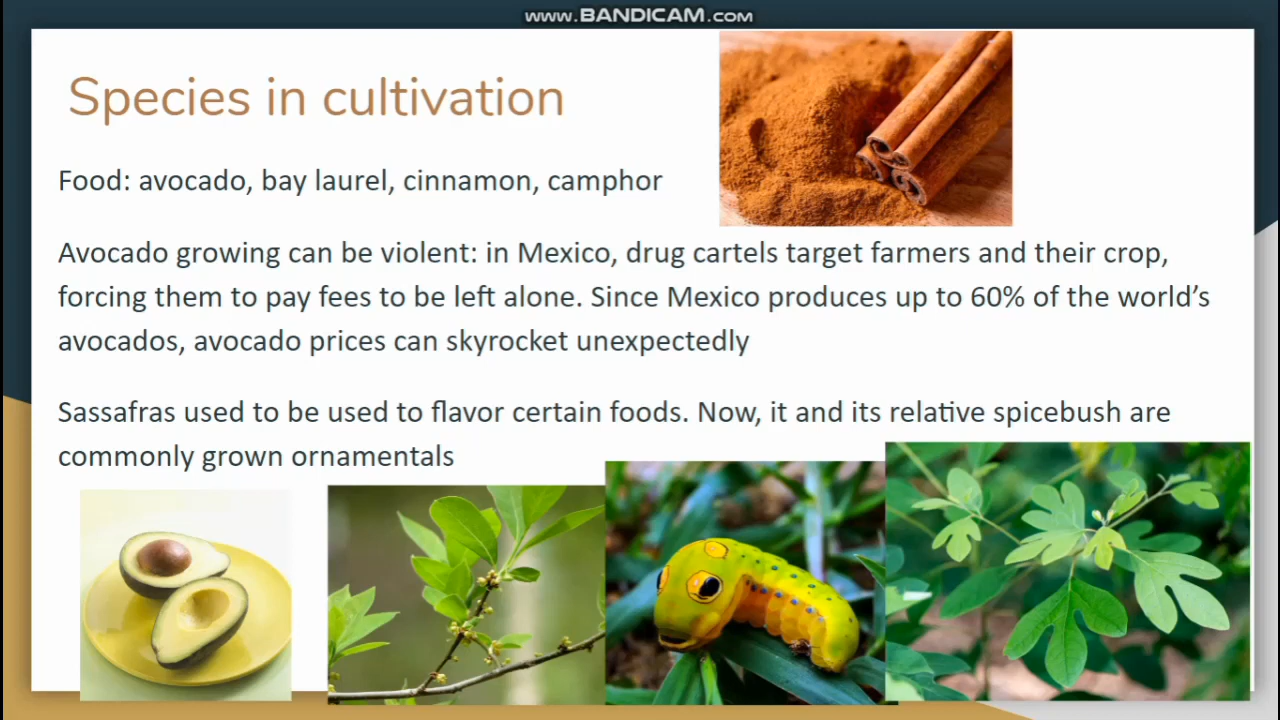 www.BANDICAM.com
Species in cultivation
Food: avocado, bay laurel, cinnamon, camphor
Avocado growing can be violent: in Mexico, drug cartels target farmers and their crop,
forcing them to pay fees to be left alone. Since Mexico produces up to 60% of the world’s
avocados, avocado prices can skyrocket unexpectedly
Sassafras used to be used to flavor certain foods. Now, it and its relative spicebush are
commonly grown ornamentals